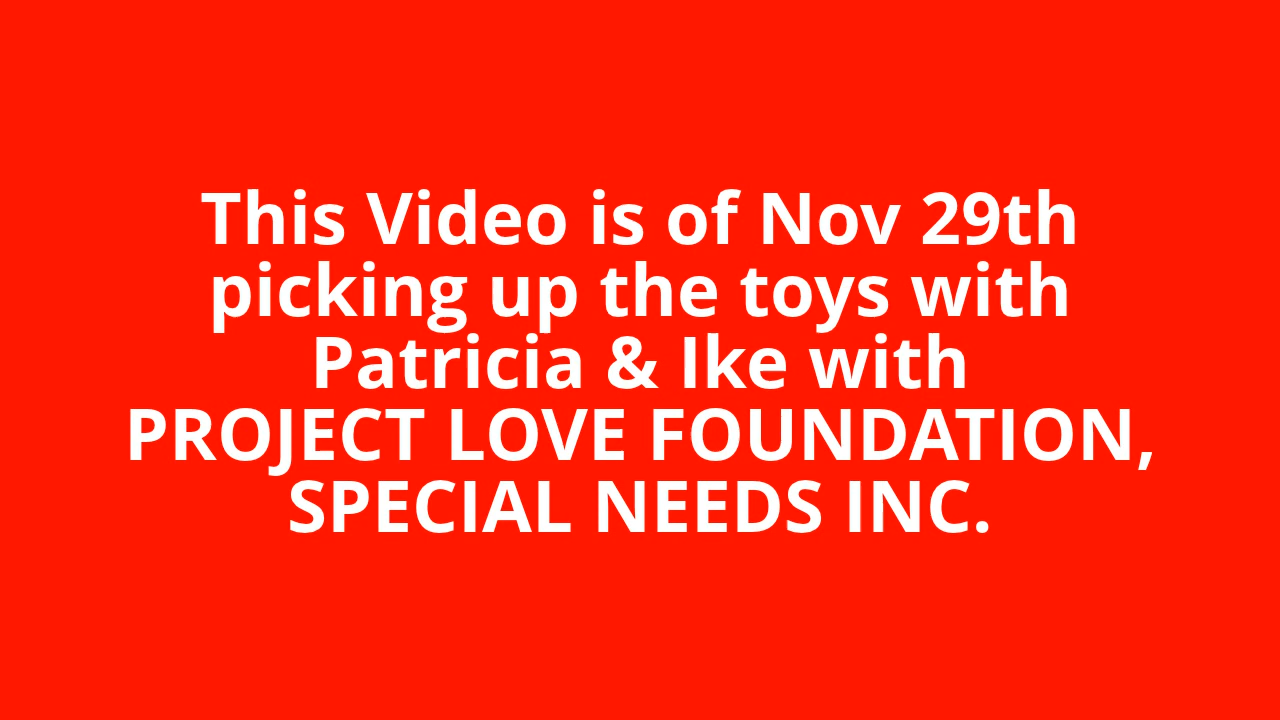 This Video is of Nov 29th
picking up the toys with
Patricia & Ike with
PROJECT LOVE FOUNDATION,
SPECIAL NEEDS INC.